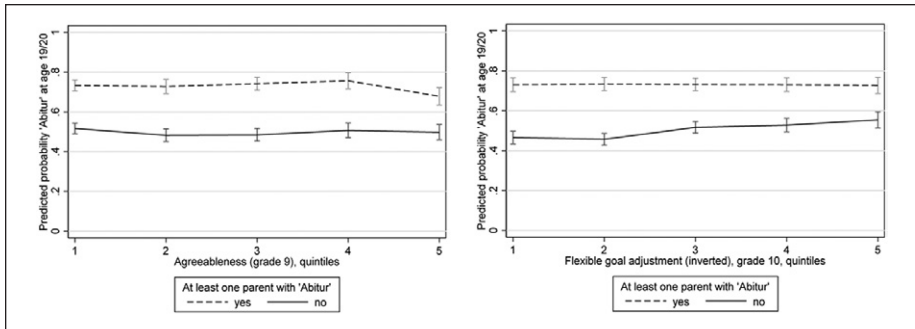 Predicted probability 'Abitur' at age 19/20
1
.8
.6
.4
.2
0
1 2 3 4 5
Agreeableness (grade 9), quintiles
At least one parent with 'Abitur'
yes no
Predicted probability 'Abitur' at age 19/20
1
.8
.6
.4
.2
0
1 2 3 4 5
Flexible goal adjustment (inverted), grade 10, quintiles
At least one parent with 'Abitur'
yes no